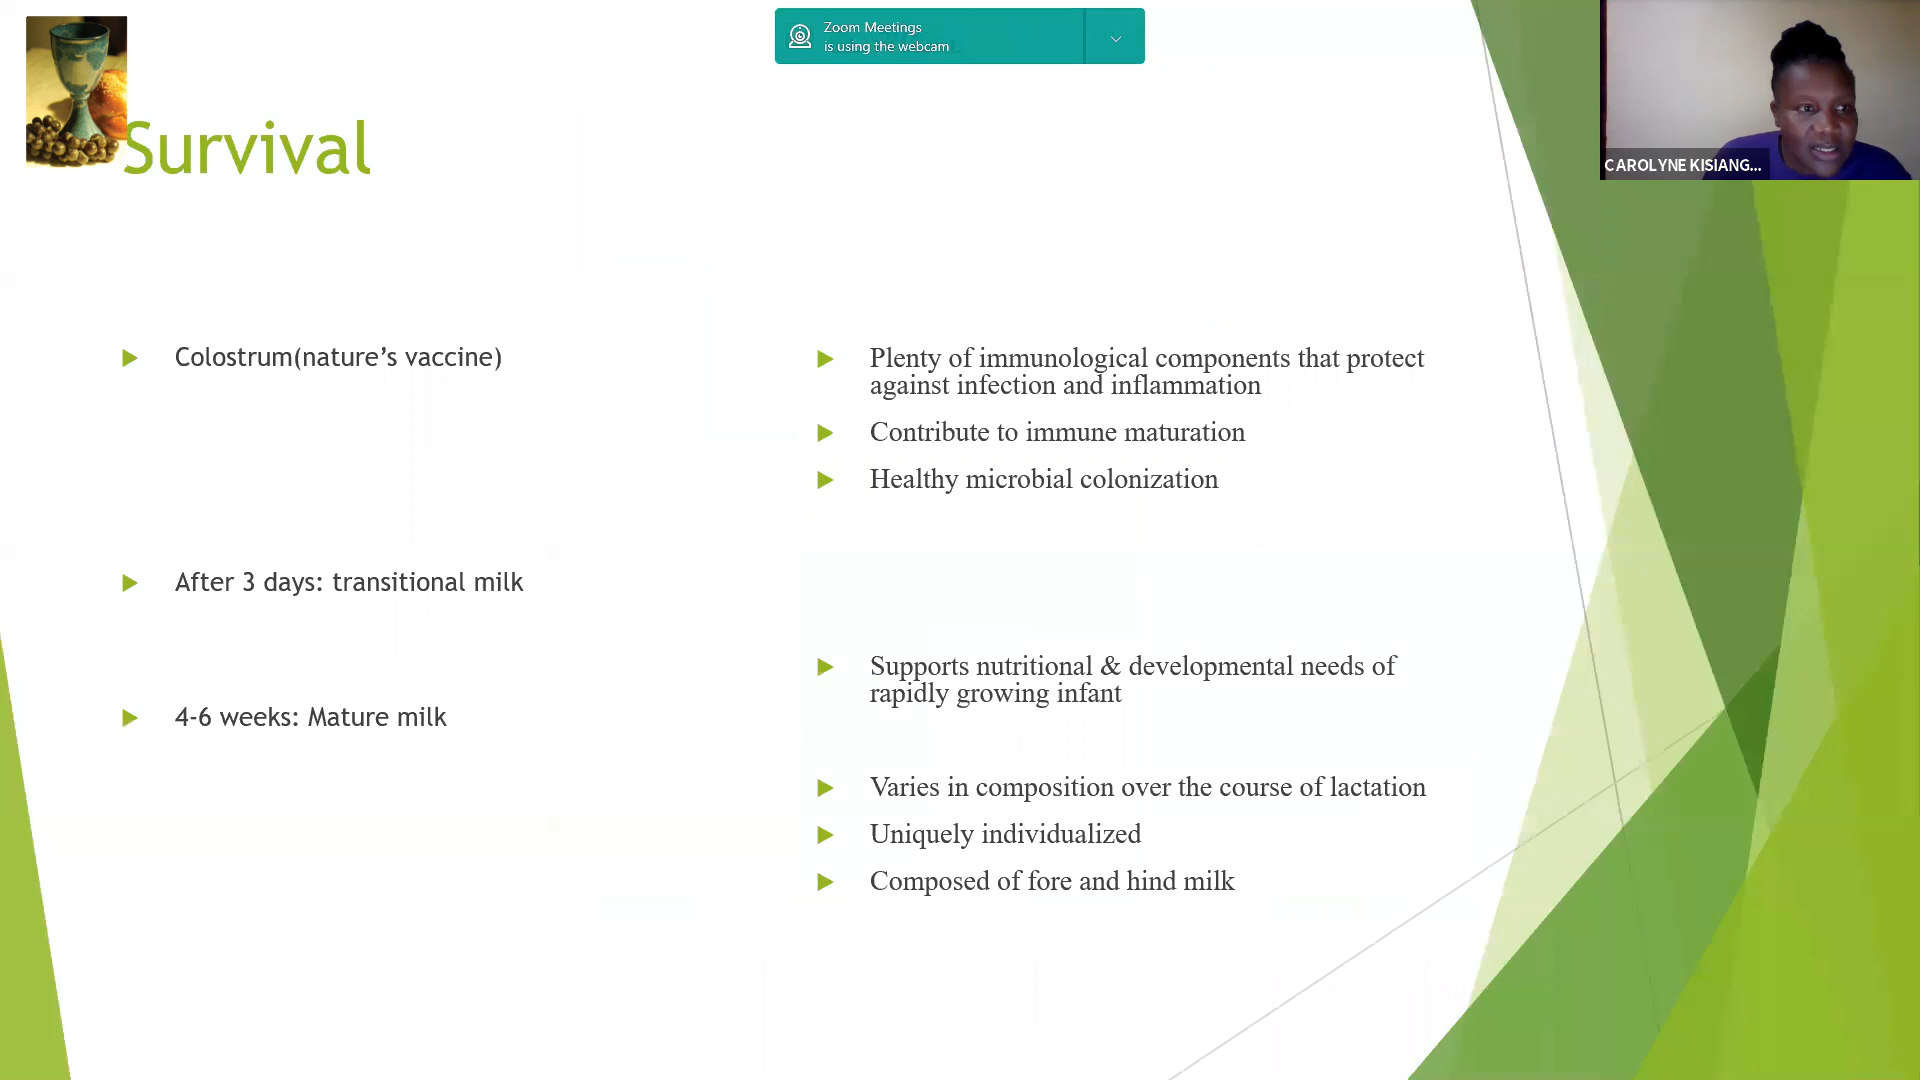 Zoom Meetings
is using the webcam
CAROLYNE KISIANG...
Survival
Colostrum(nature’s vaccine)
After 3 days: transitional milk
4-6 weeks: Mature milk
Plenty of immunological components that protect
against infection and inflammation
Contribute to immune maturation
Healthy microbial colonization
Supports nutritional & developmental needs of
rapidly growing infant
Varies in composition over the course of lactation
Uniquely individualized
Composed of fore and hind milk